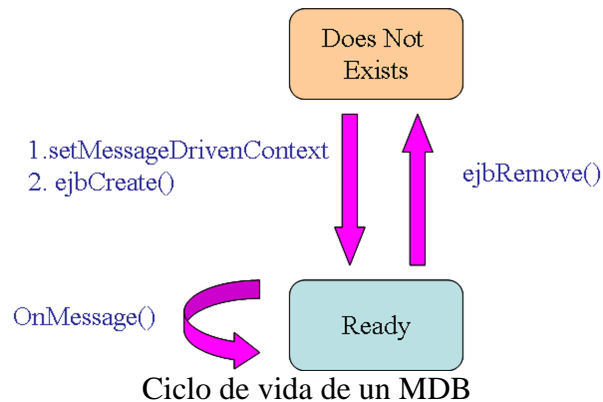 Does Not
Exists
1.setMessageDrivenContext
2. ejbCreate()
ejbRemove()
OnMessage()
Ready
Ciclo de vida de un MDB